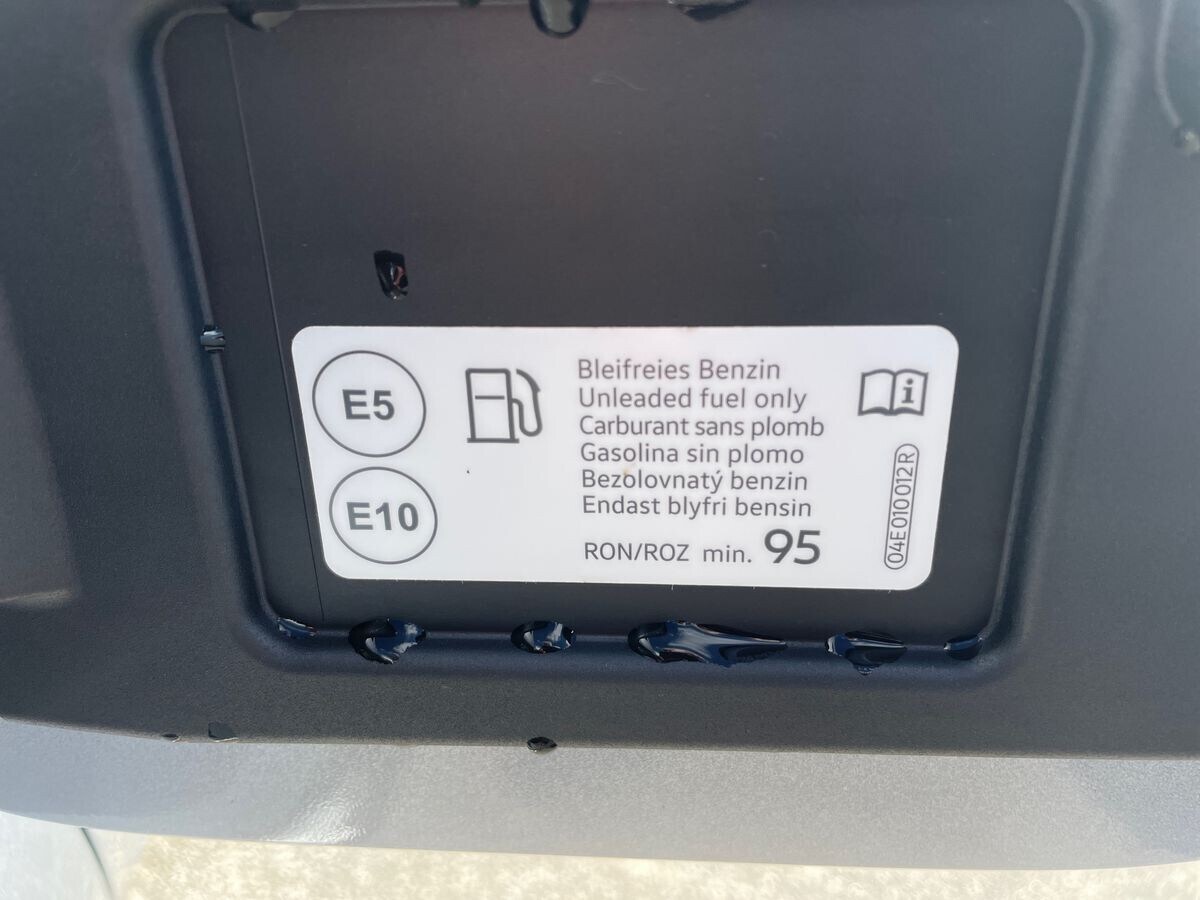 E5
E10
Bleifreies Benzin
Unleaded fuel only
Carburant sans plomb
Gasolina sin plomo
Bezolovnatý benzin
Endast blyfri bensin
RON/ROZ min. 95
i
04E010012R